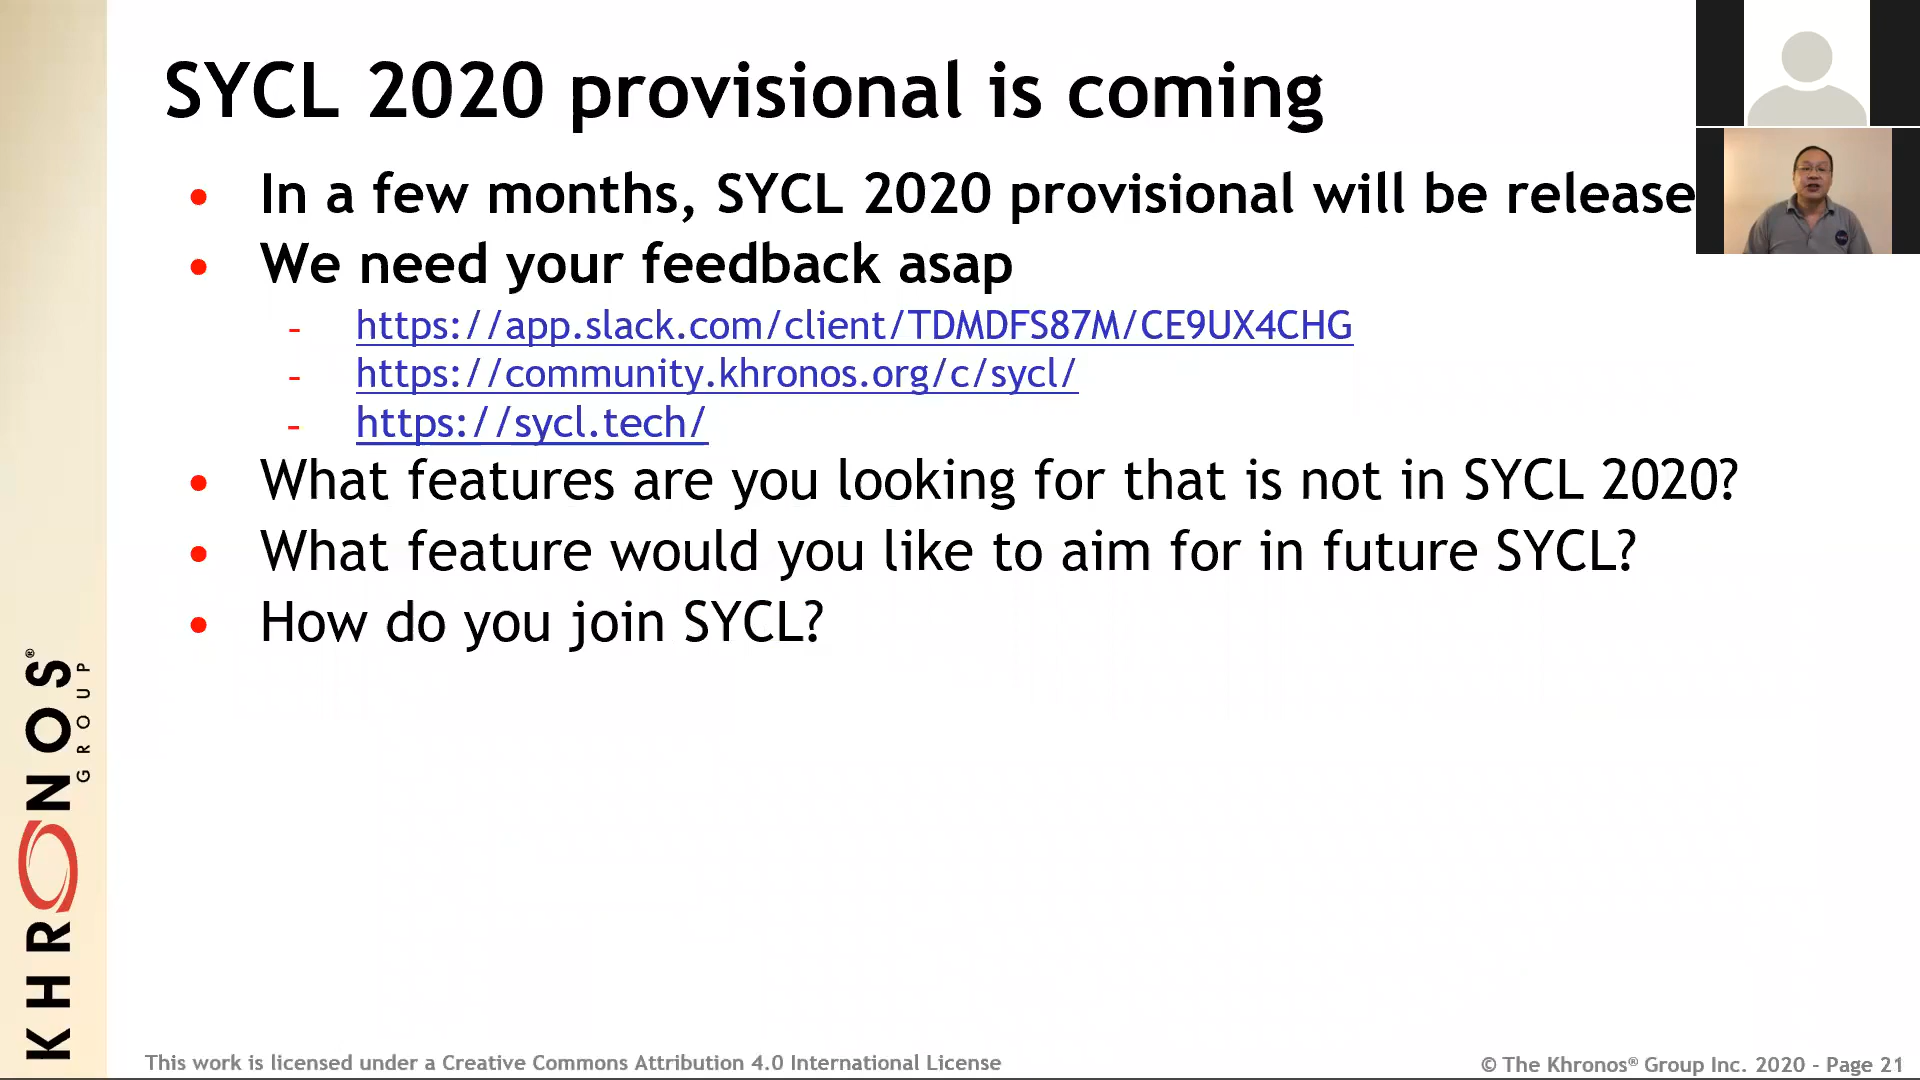 SYCL 2020 provisional is coming
• In a few months, SYCL 2020 provisional will be release
• We need your feedback asap
- https://app.slack.com/client/TDMDFS87M/CE9UX4CHG
- https://community.khronos.org/c/sycl/
- https://sycl.tech/
• What features are you looking for that is not in SYCL 2020?
• What feature would you like to aim for in future SYCL?
• How do you join SYCL?
KHRONOS®
GROUP
This work is licensed under a Creative Commons Attribution 4.0 International License
© The Khronos® Group Inc. 2020 - Page 21